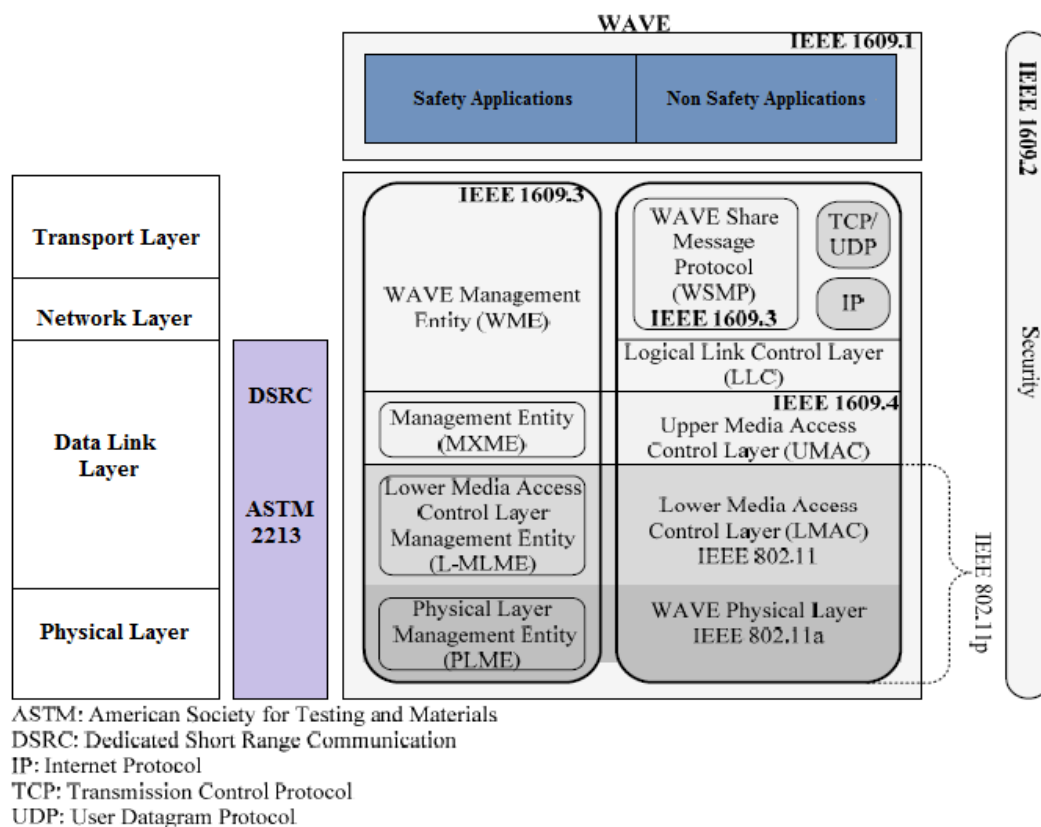 WAVE
IEEE 1609.1
Safety Applications
Non Safety Applications
IEEE 1609.2
Security
Transport Layer
Network Layer
Data Link
Layer
Physical Layer
DSRC
ASTM
2213
IEEE 1609.3
WAVE Management
Entity (WME)
Management Entity
(MXME)
Lower Media Access
Control Layer
Management Entity
(L-MLME)
Physical Layer
Management Entity
(PLME)
WAVE Share
Message
Protocol
(WSMP)
IEEE 1609.3
TCP/
UDP
IP
Logical Link Control Layer
(LLC)
IEEE 1609.4
Upper Media Access
Control Layer (UMAC)
Lower Media Access
Control Layer (LMAC)
IEEE 802.11
WAVE Physical Layer
IEEE 802.11a
IEEE 802.11p
ASTM: American Society for Testing and Materials
DSRC: Dedicated Short Range Communication
IP: Internet Protocol
TCP: Transmission Control Protocol
UDP: User Datagram Protocol